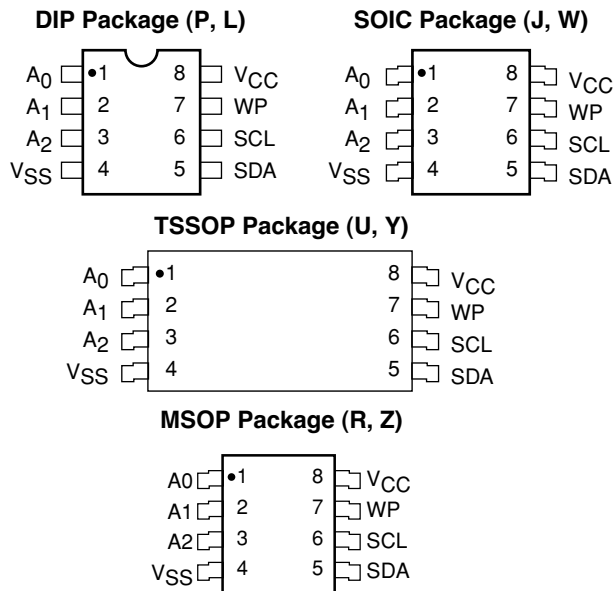 DIP Package (P, L)
A0 1 8 VCC
A1 2 7 WP
A2 3 6 SCL
VSS 4 5 SDA
SOIC Package (J, W)
A0 1 8 VCC
A1 2 7 WP
A2 3 6 SCL
VSS 4 5 SDA
TSSOP Package (U, Y)
A0 1 8 VCC
A1 2 7 WP
A2 3 6 SCL
VSS 4 5 SDA
MSOP Package (R, Z)
A0 1 8 VCC
A1 2 7 WP
A2 3 6 SCL
VSS 4 5 SDA